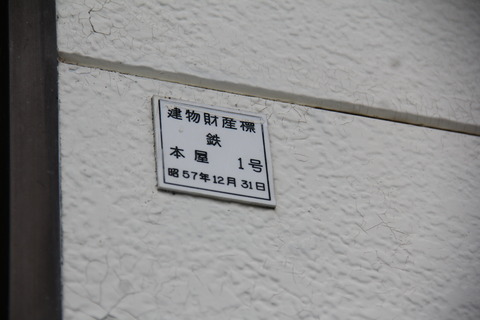 建物財産標
鉄
本屋 1号
昭57年12月31日